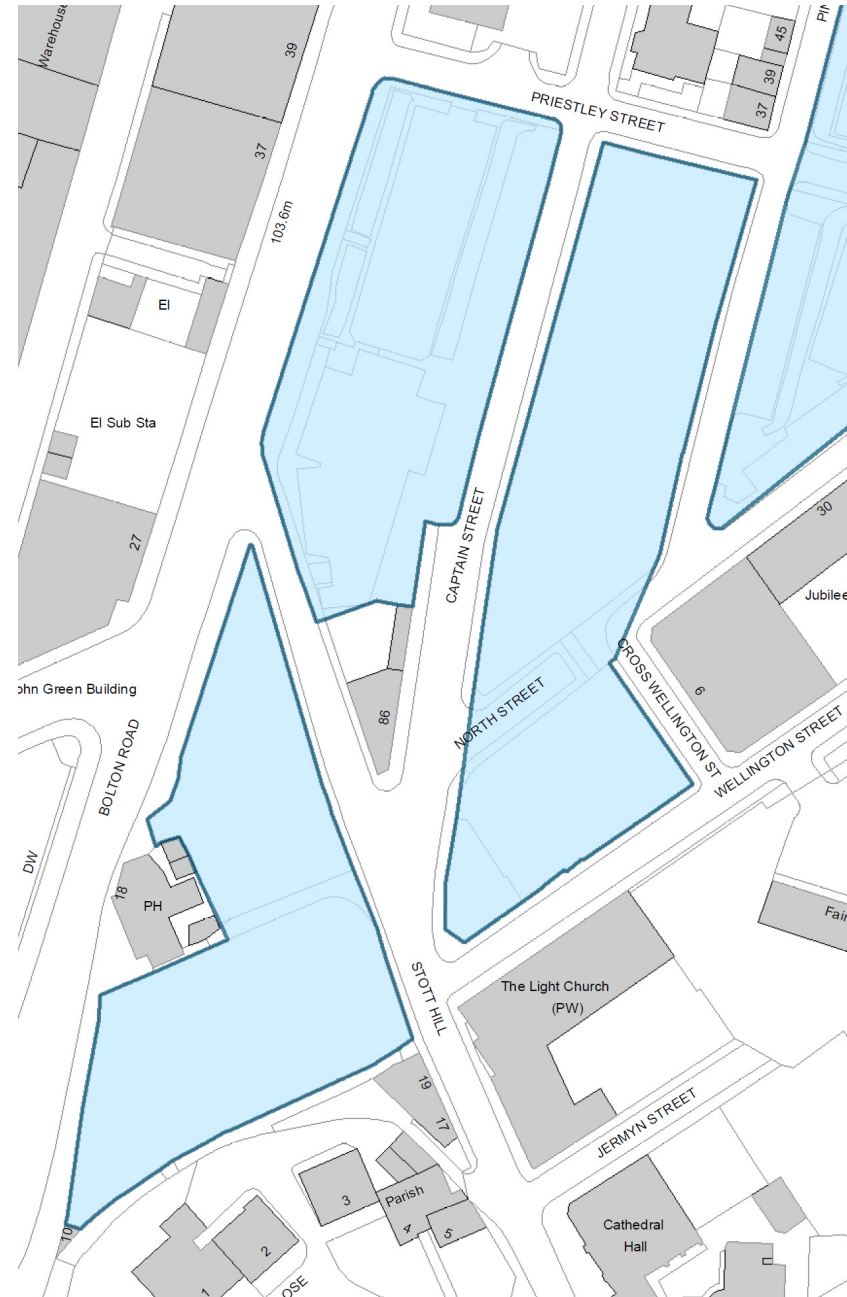 Warehouse
39
37
103.6m
El
El Sub Sta
27
PRIESTLEY STREET
45
39
37
PIN
CAPTAIN STREET
86
NORTH STREET
CROSS WELLINGTON ST
WELLINGTON STREET
30
Jubilee
6
ohn Green Building
BOLTON ROAD
DW
18
PH
STOTT HILL
The Light Church
(PW)
Fair
19
17
JERMYN STREET
Parish
3
4
5
Cathedral
Hall
10
2
1
OSE